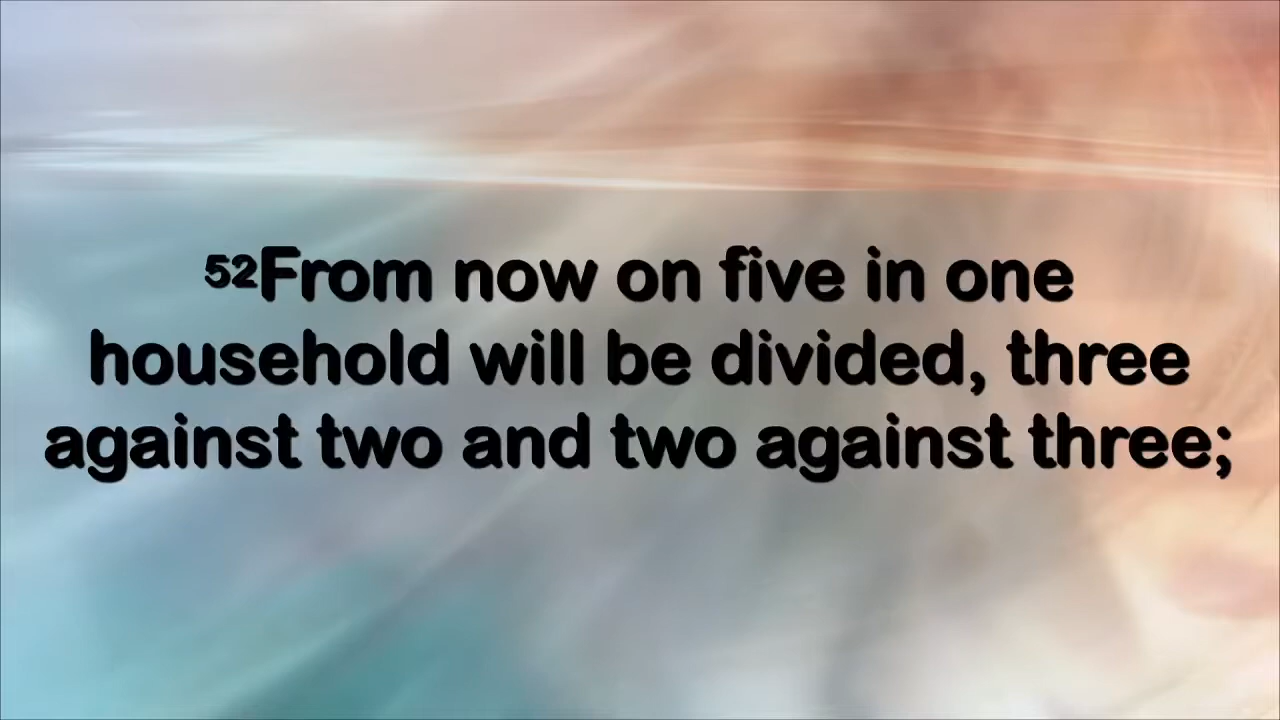 52From now on five in one
household will be divided, three
against two and two against three;